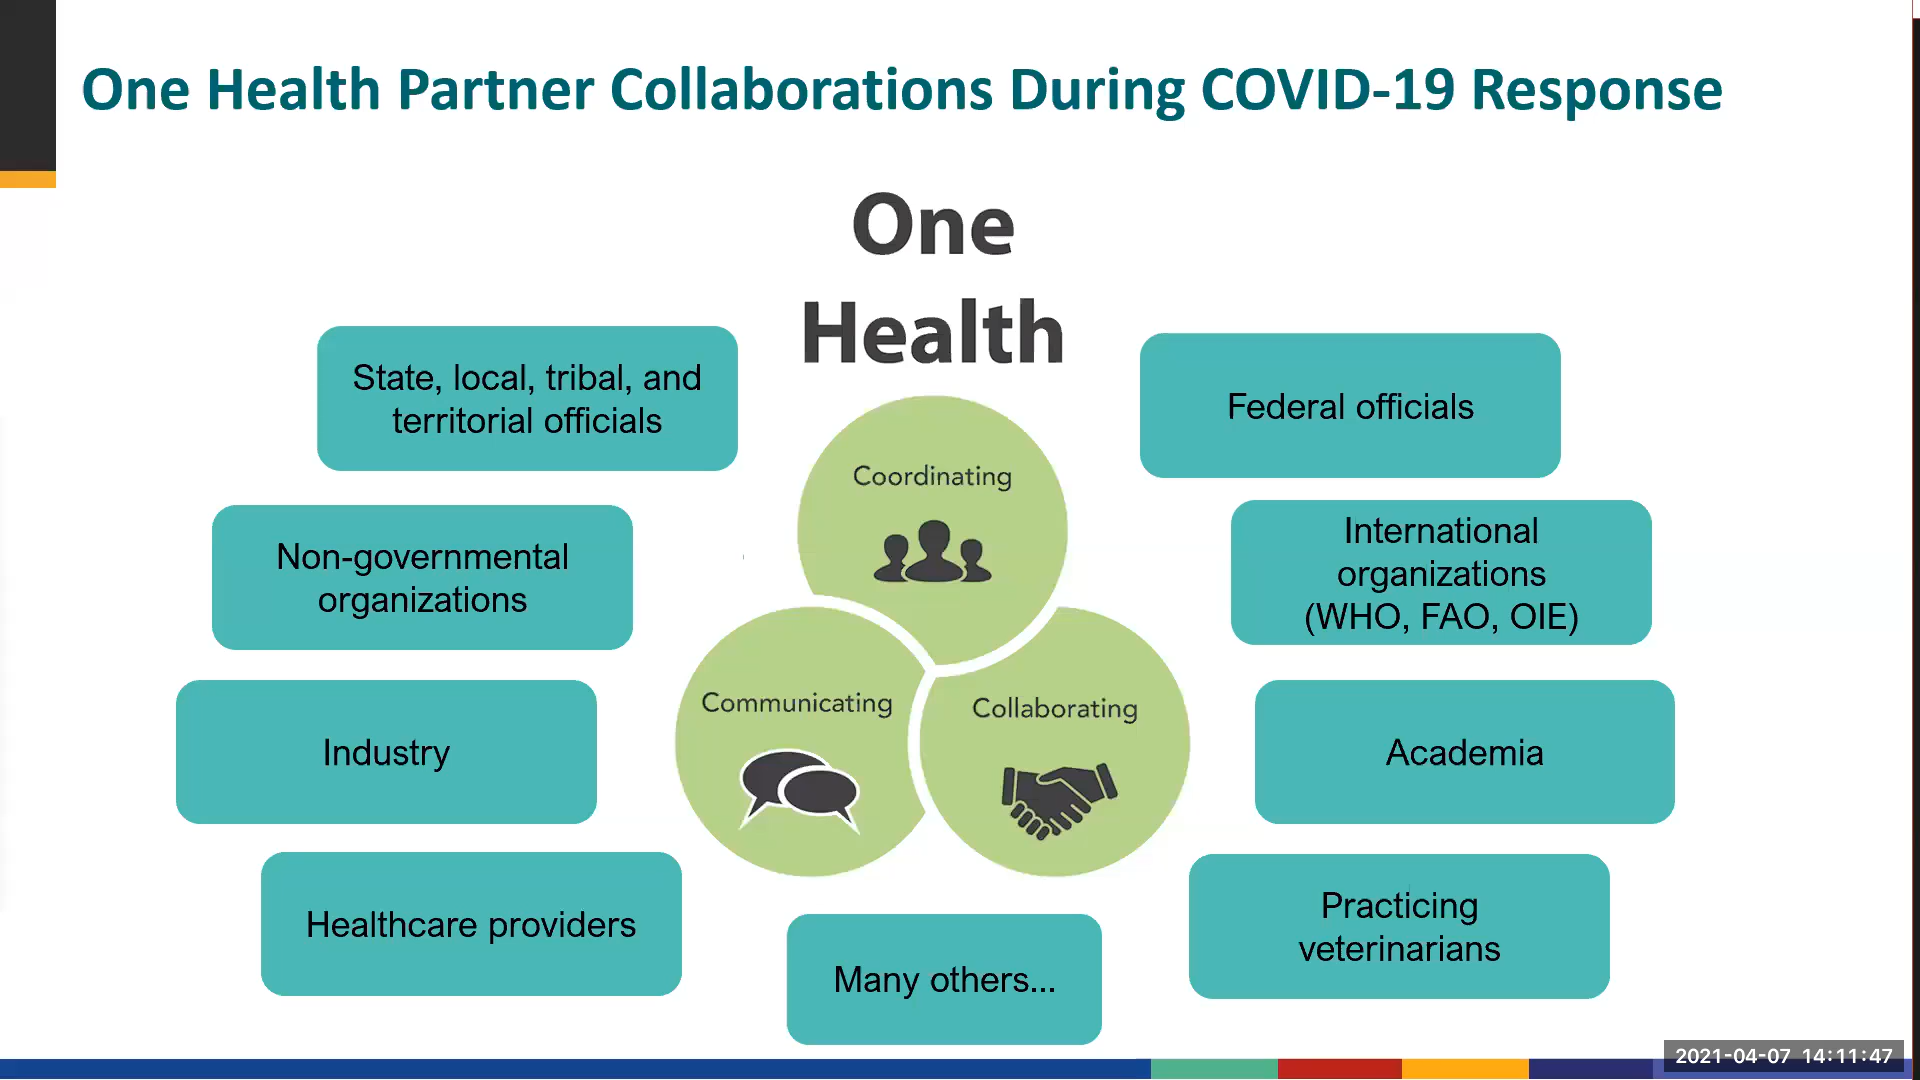 One Health Partner Collaborations During COVID-19 Response
One
Health
State, local, tribal, and
territorial officials
Federal officials
Coordinating
Non-governmental
organizations
International
organizations
(WHO, FAO, OIE)
Communicating
Collaborating
Industry
Academia
Healthcare providers
Practicing
veterinarians
Many others...
2021-04-07 14:11:47